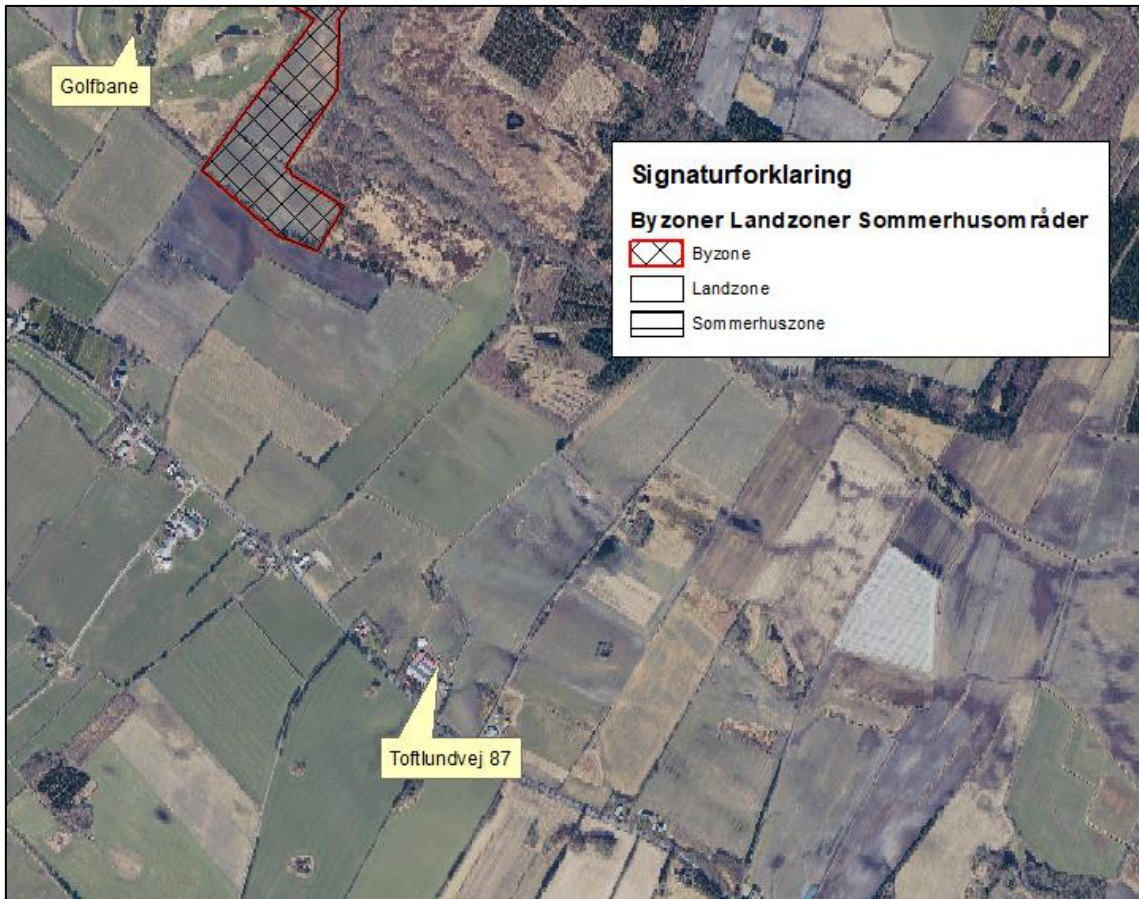 Golfbane
Signaturforklaring
Byzoner Landzoner Sommerhusområder
Byzone
Landzone
Sommerhuszone
Toftlundvej 87